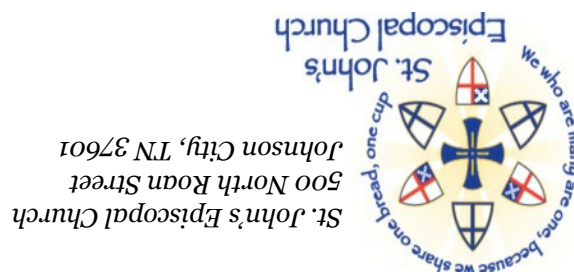 St. John's Episcopal Church
500 North Roan Street
Johnson City, TN 37601
We who are many are one, because we share one bread, one cup
St. John's
Episcopal Church